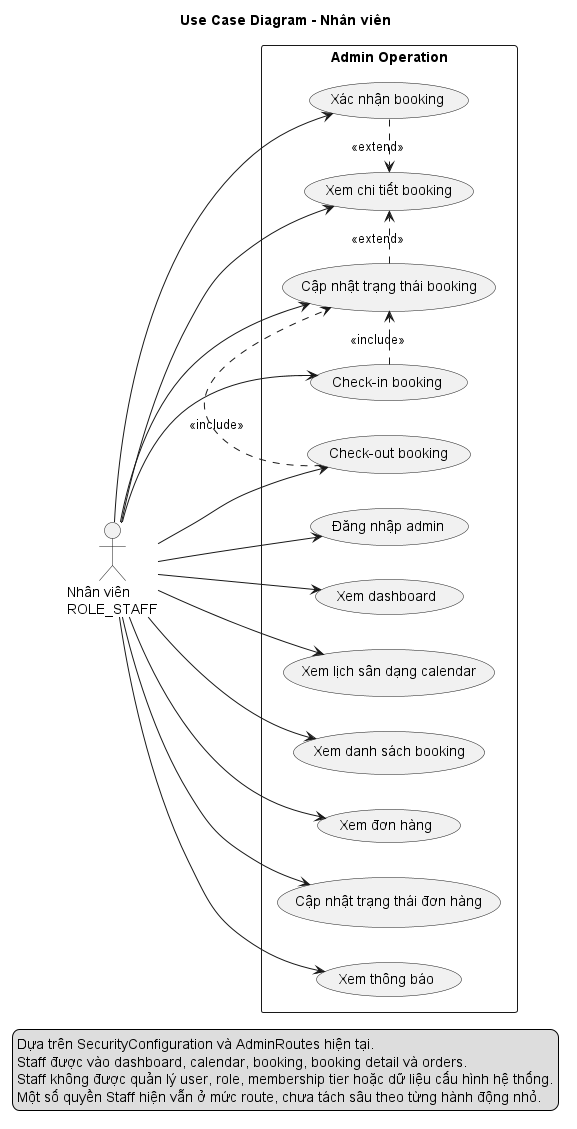 Use Case Diagram - Nhân viên
Admin Operation
Xác nhận booking
«extend»
Xem chi tiết booking
«extend»
Cập nhật trạng thái booking
«include»
Check-in booking
«include»
Check-out booking
Đăng nhập admin
Xem dashboard
Nhân viên
ROLE_STAFF
Xem lịch sân dạng calendar
Xem danh sách booking
Xem đơn hàng
Cập nhật trạng thái đơn hàng
Xem thông báo
Dựa trên SecurityConfiguration và AdminRoutes hiện tại.
Staff được vào dashboard, calendar, booking, booking detail và orders.
Staff không được quản lý user, role, membership tier hoặc dữ liệu cấu hình hệ thống.
Một số quyền Staff hiện vẫn ở mức route, chưa tách sâu theo từng hành động nhỏ.